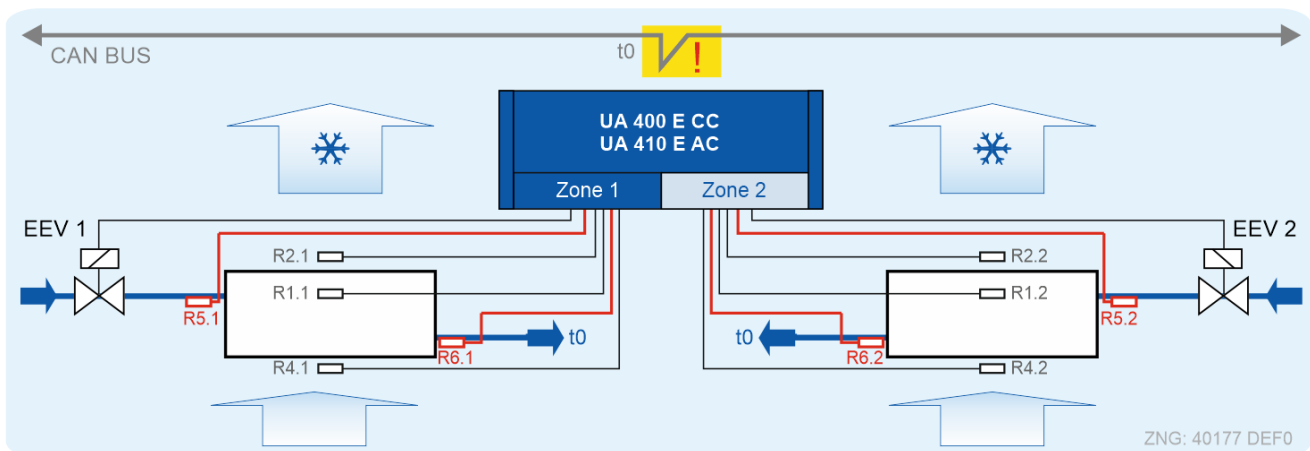 CAN BUS
t0
!
UA 400 E CC
UA 410 E AC
Zone 1
Zone 2
EEV 1
EEV 2
R2.1
R2.2
R1.1
R1.2
R5.1
R5.2
t0
t0
R6.1
R6.2
R4.1
R4.2
ZNG: 40177 DEF0